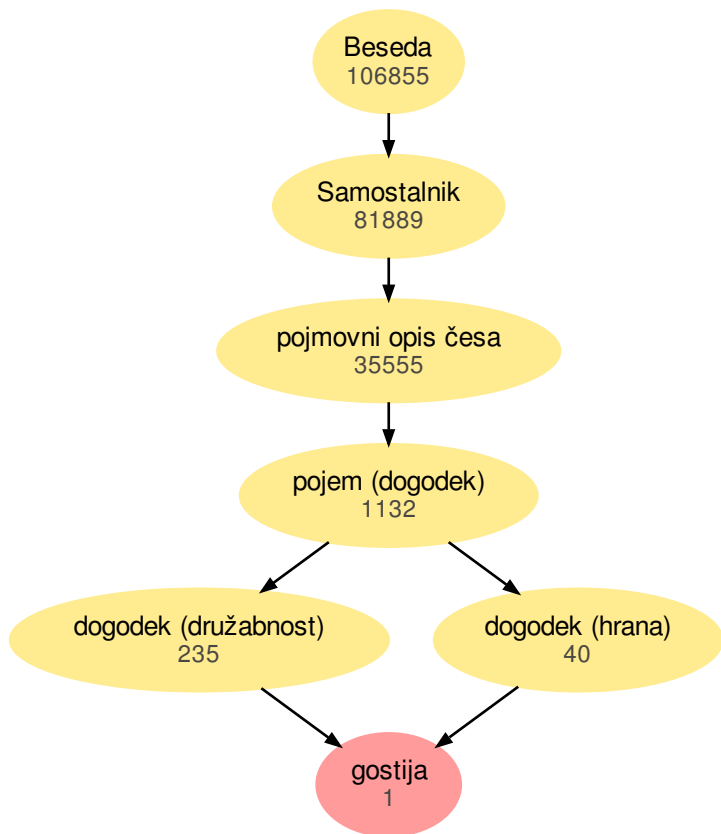 Beseda
106855
Samostalnik
81889
pojmovni opis česa
35555
pojem (dogodek)
1132
dogodek (družabnost)
235
dogodek (hrana)
40
gostija
1